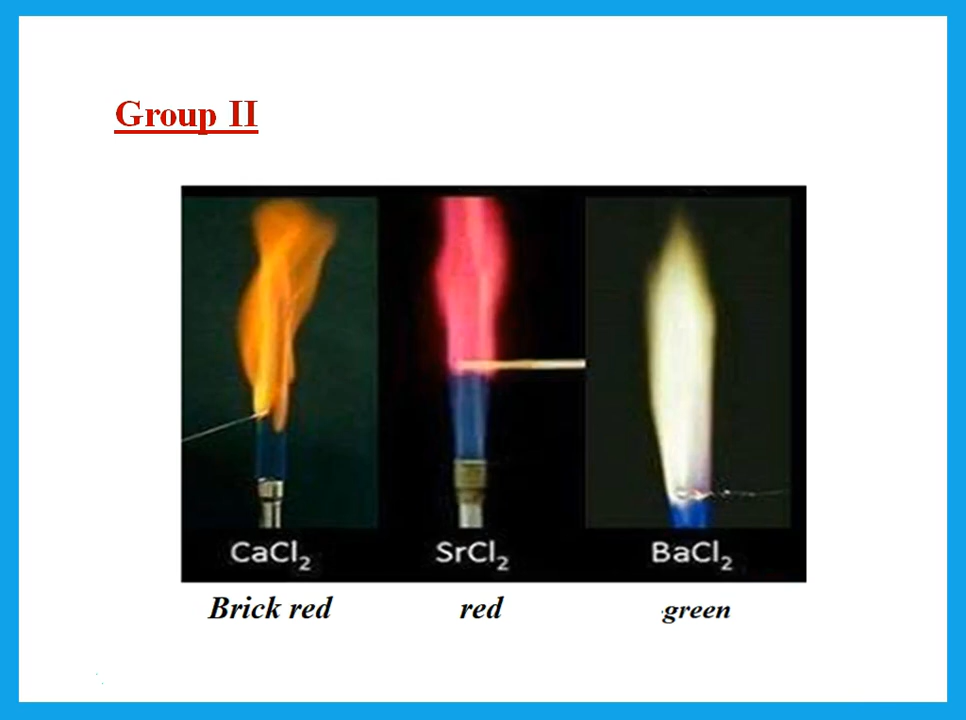 Group II
CaCl₂ SrCl₂ BaCl₂
Brick red red green